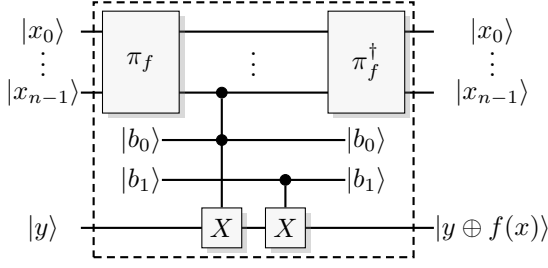 |x₀⟩ π_f ⋮ π_f† |x₀⟩
⋮ ⋮
|xₙ₋₁⟩ |xₙ₋₁⟩
|b₀⟩ |b₀⟩
|b₁⟩ |b₁⟩
|y⟩ X X |y ⊕ f(x)⟩